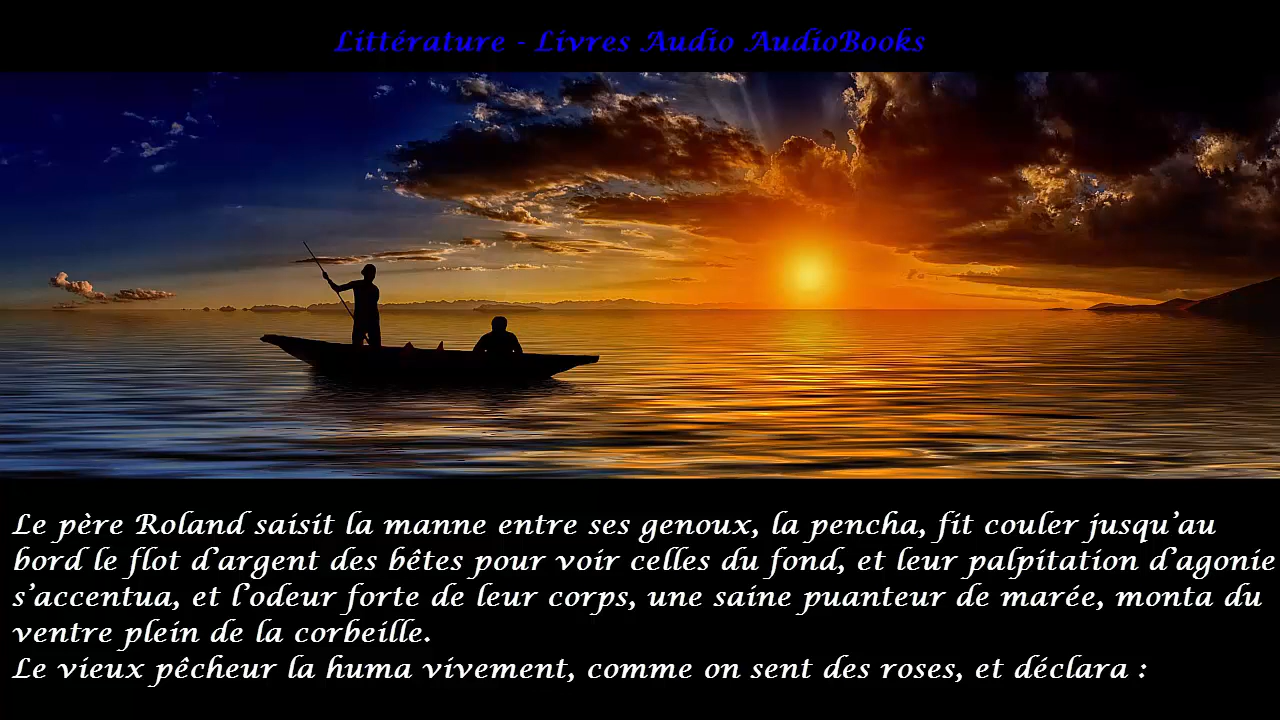 Littérature - Livres Audio AudioBooks
Le père Roland saisit la manne entre ses genoux, la pencha, fit couler jusqu’au
bord le flot d’argent des bêtes pour voir celles du fond, et leur palpitation d’agonie
s’accentua, et l’odeur forte de leur corps, une saine puanteur de marée, monta du
ventre plein de la corbeille.
Le vieux pêcheur la huma vivement, comme on sent des roses, et déclara :